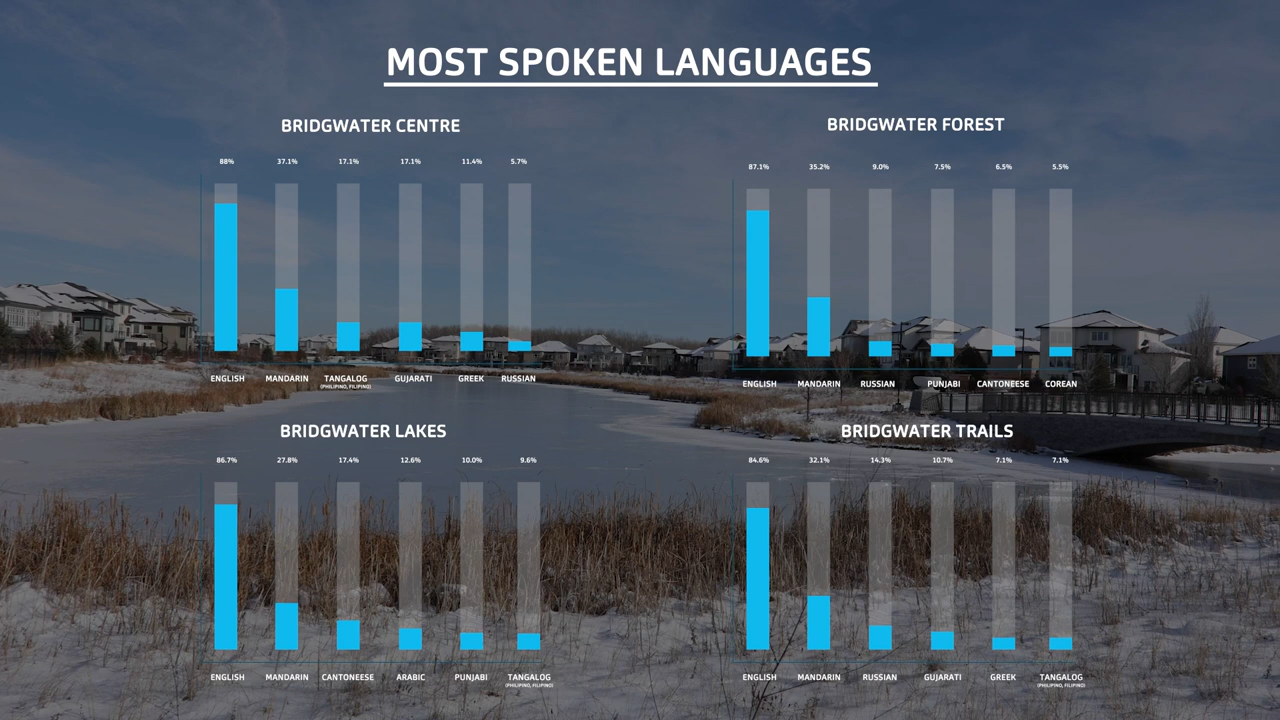 MOST SPOKEN LANGUAGES
BRIDGWATER CENTRE
88% 37.1% 17.1% 17.1% 11.4% 5.7%
ENGLISH MANDARIN TANGALOG GUJARATI GREEK RUSSIAN
(PHILIPINO, FILIPINO)
BRIDGWATER FOREST
87.1% 35.2% 9.0% 7.5% 6.5% 5.5%
ENGLISH MANDARIN RUSSIAN PUNJABI CANTONEESE COREAN
BRIDGWATER LAKES
86.7% 27.8% 17.4% 12.6% 10.0% 9.6%
ENGLISH MANDARIN CANTONEESE ARABIC PUNJABI TANGALOG
(PHILIPINO, FILIPINO)
BRIDGWATER TRAILS
84.6% 32.1% 14.3% 10.7% 7.1% 7.1%
ENGLISH MANDARIN RUSSIAN GUJARATI GREEK TANGALOG
(PHILIPINO, FILIPINO)